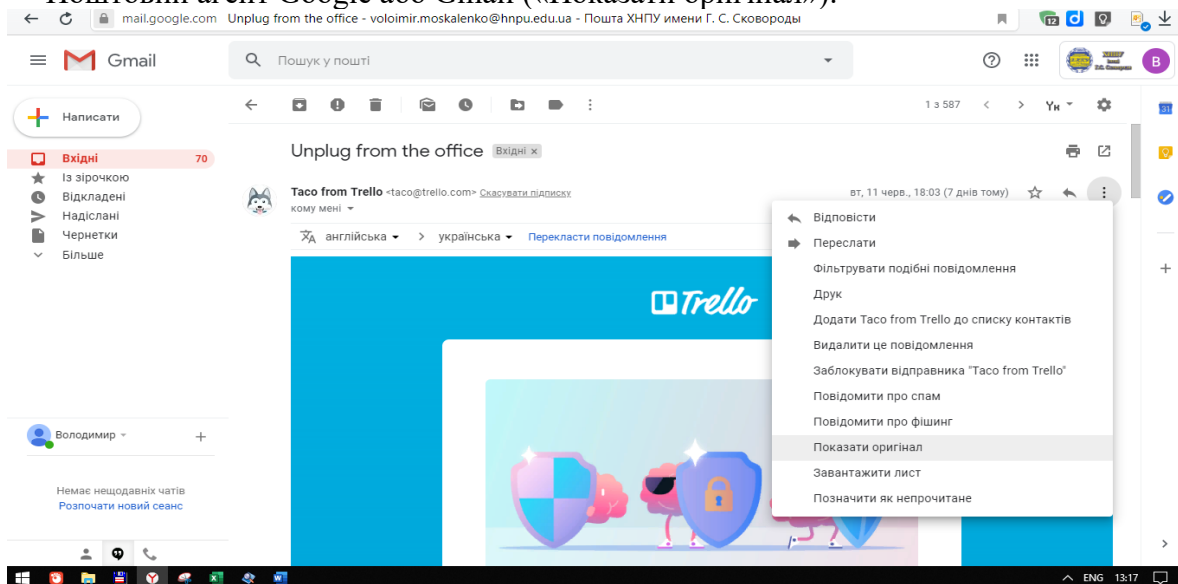 Поштовий агент Google або Gmail («Показати оригінал»).
mail.google.com Unplug from the office - voloimir.moskalenko@hnpu.edu.ua - Пошта ХНПУ имени Г. С. Сковороды
12
Gmail
Пошук у пошті
В
Написати
1 з 587
Ук
31
Вхідні 70
Із зірочкою
Відкладені
Надіслані
Чернетки
Більше
Unplug from the office Вхідні ×
Taco from Trello <taco@trello.com> Скасувати підписку
вт, 11 черв., 18:03 (7 днів тому)
кому мені
англійська > українська Перекласти повідомлення
Trello
Відповісти
Переслати
Фільтрувати подібні повідомлення
Друк
Додати Taco from Trello до списку контактів
Видалити це повідомлення
Заблокувати відправника "Taco from Trello"
Повідомити про спам
Повідомити про фішинг
Показати оригінал
Завантажити лист
Позначити як непрочитане
Володимир
Немає нещодавніх чатів
Розпочати новий сеанс
ENG 13:17